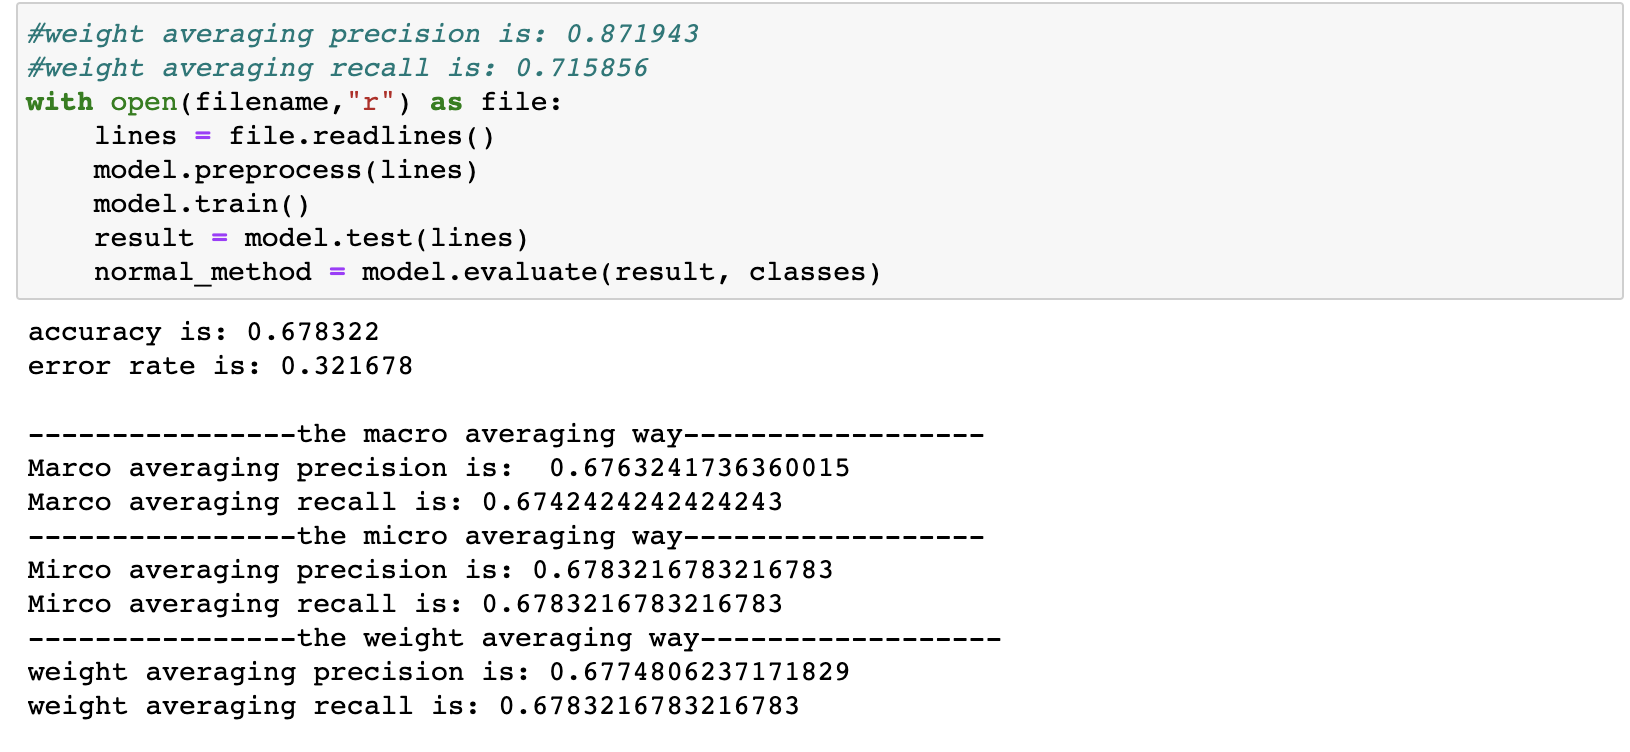 #weight averaging precision is: 0.871943
#weight averaging recall is: 0.715856
with open(filename,"r") as file:
    lines = file.readlines()
    model.preprocess(lines)
    model.train()
    result = model.test(lines)
    normal_method = model.evaluate(result, classes)
accuracy is: 0.678322
error rate is: 0.321678
----------------the macro averaging way------------------
Marco averaging precision is:  0.6763241736360015
Marco averaging recall is: 0.6742424242424243
----------------the micro averaging way------------------
Mirco averaging precision is: 0.6783216783216783
Mirco averaging recall is: 0.6783216783216783
----------------the weight averaging way------------------
weight averaging precision is: 0.6774806237171829
weight averaging recall is: 0.6783216783216783